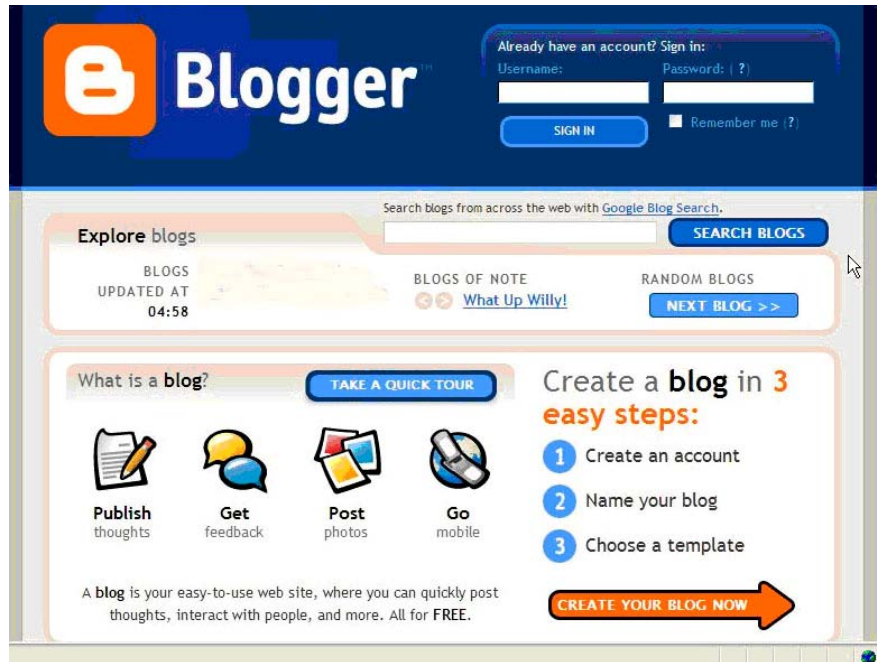 Blogger™
Already have an account? Sign in:
Username: Password: (?)
SIGN IN Remember me (?)
Search blogs from across the web with Google Blog Search.
Explore blogs SEARCH BLOGS
BLOGS
UPDATED AT
04:58
BLOGS OF NOTE
What Up Willy!
RANDOM BLOGS
NEXT BLOG >>
What is a blog? TAKE A QUICK TOUR
Publish
thoughts
Get
feedback
Post
photos
Go
mobile
A blog is your easy-to-use web site, where you can quickly post
thoughts, interact with people, and more. All for FREE.
Create a blog in 3
easy steps:
1 Create an account
2 Name your blog
3 Choose a template
CREATE YOUR BLOG NOW